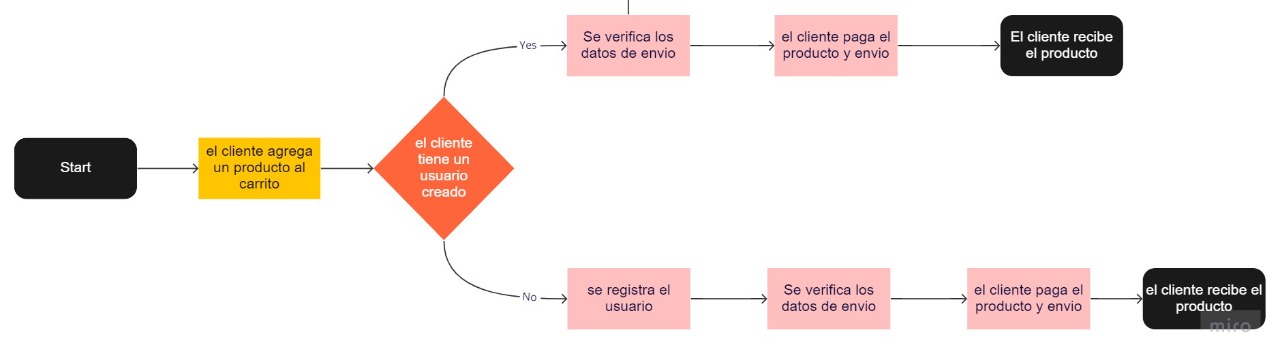 Start
el cliente agrega
un producto al
carrito
el cliente
tiene un
usuario
creado
Yes
Se verifica los
datos de envio
el cliente paga el
producto y envio
El cliente recibe
el producto
No
se registra el
usuario
Se verifica los
datos de envio
el cliente paga el
producto y envio
el cliente recibe el
producto
miro